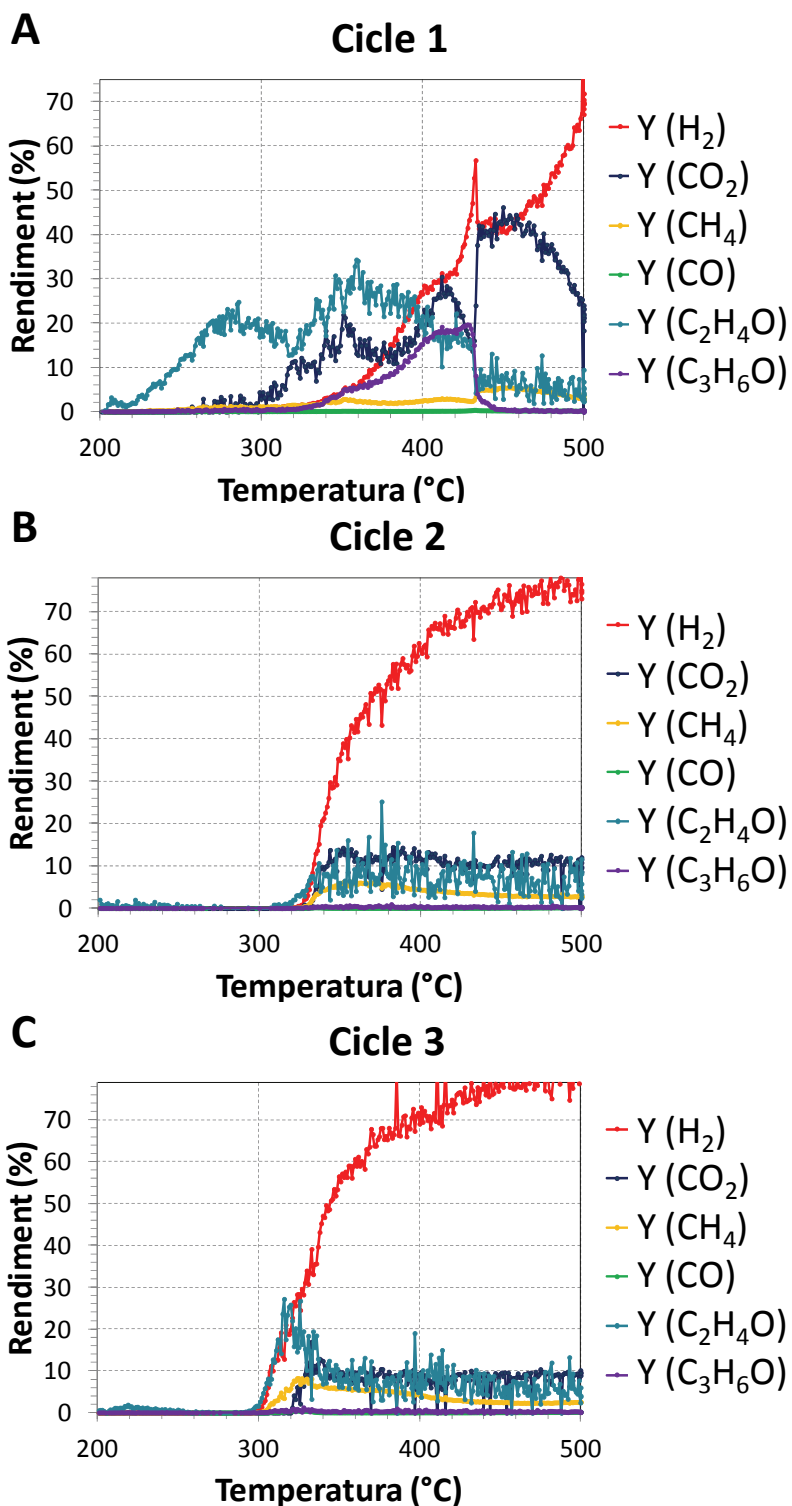 A
Cicle 1
Rendiment (%)
70
60
50
40
30
20
10
0
200
300
400
500
Temperatura (°C)
Y (H₂)
Y (CO₂)
Y (CH₄)
Y (CO)
Y (C₂H₄O)
Y (C₃H₆O)
B
Cicle 2
Rendiment (%)
70
60
50
40
30
20
10
0
200
300
400
500
Temperatura (°C)
Y (H₂)
Y (CO₂)
Y (CH₄)
Y (CO)
Y (C₂H₄O)
Y (C₃H₆O)
C
Cicle 3
Rendiment (%)
70
60
50
40
30
20
10
0
200
300
400
500
Temperatura (°C)
Y (H₂)
Y (CO₂)
Y (CH₄)
Y (CO)
Y (C₂H₄O)
Y (C₃H₆O)